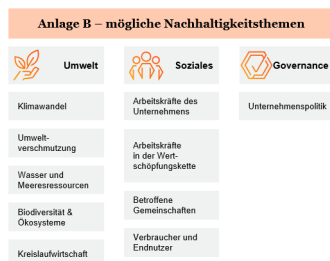 Anlage B – mögliche Nachhaltigkeitsthemen
Umwelt
Klimawandel
Umwelt-
verschmutzung
Wasser und
Meeresressourcen
Biodiversität &
Ökosysteme
Kreislaufwirtschaft
Soziales
Arbeitskräfte des
Unternehmens
Arbeitskräfte
in der Wert-
schöpfungskette
Betroffene
Gemeinschaften
Verbraucher und
Endnutzer
Governance
Unternehmenspolitik